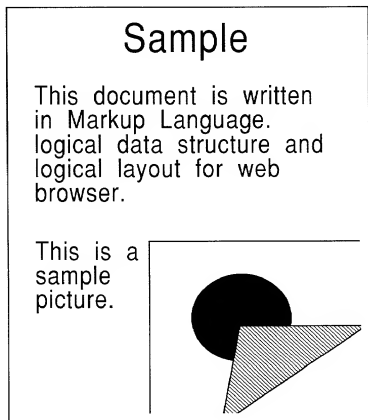 Sample
This document is written
in Markup Language.
logical data structure and
logical layout for web
browser.
This is a
sample
picture.